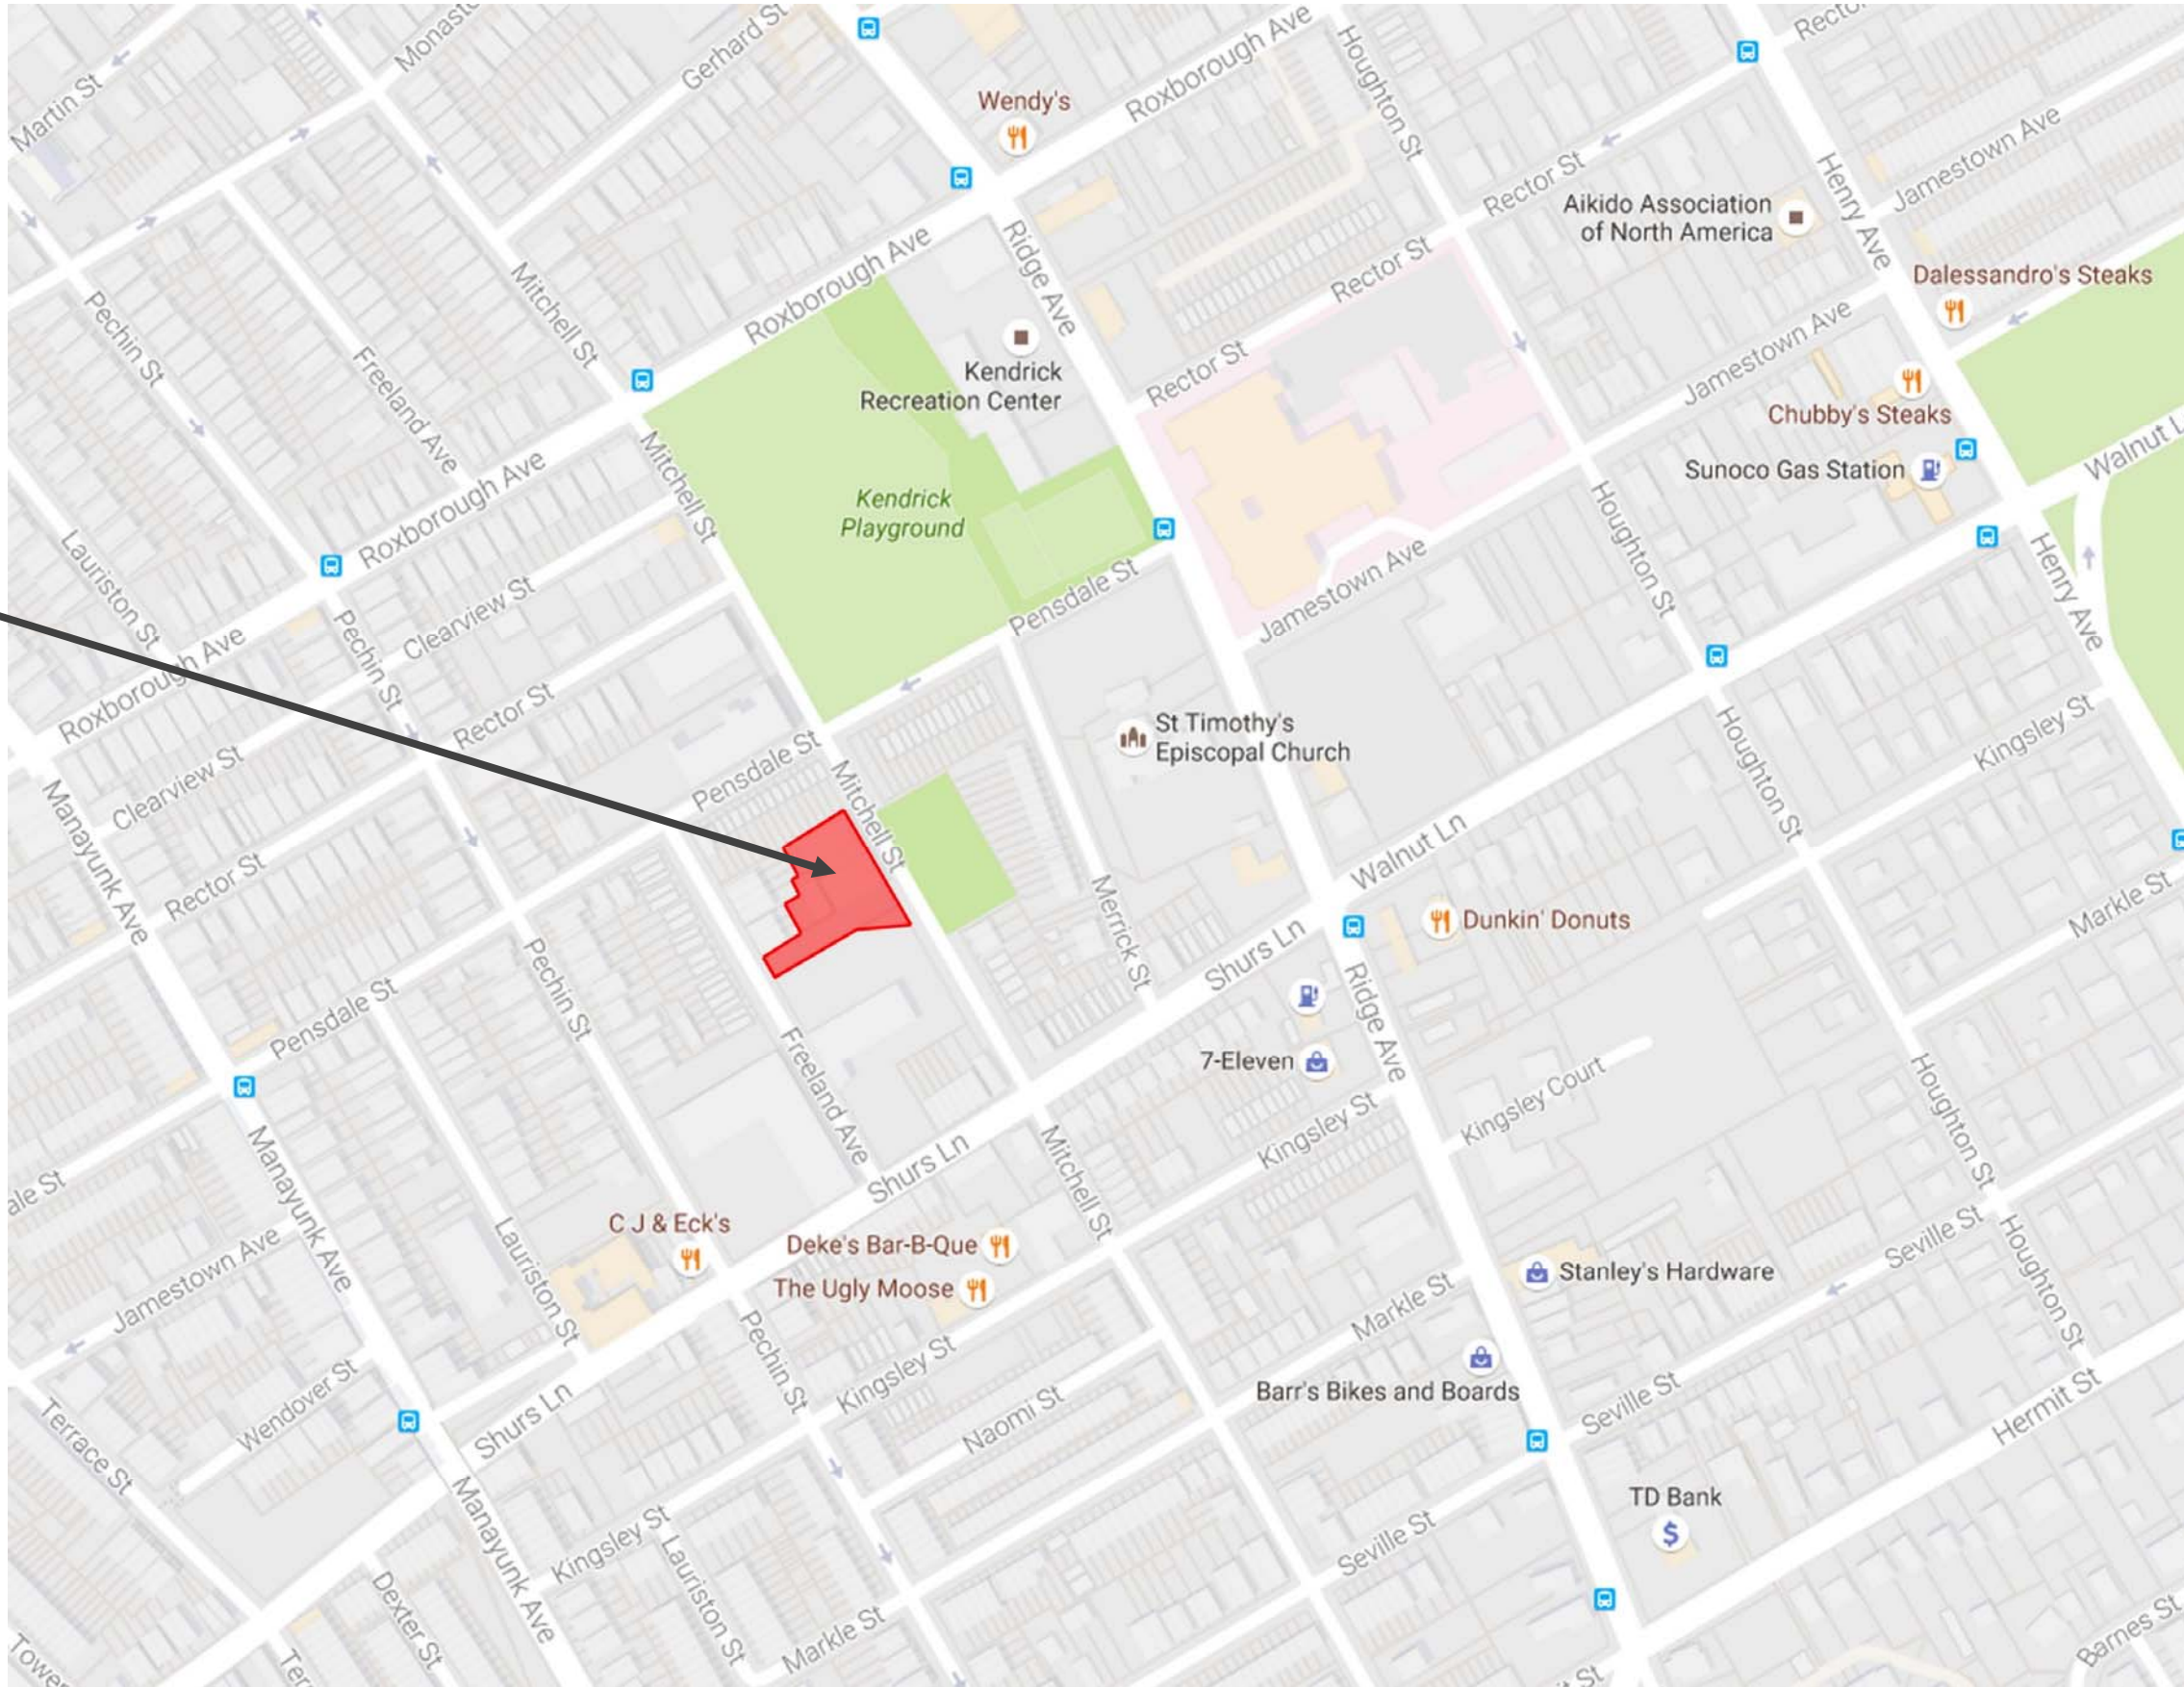 Martin St
Monast
Gerhard St
Wendy's
Roxborough Ave
Houghton St
Recto
Henry Ave
Jamestown Ave
Rector St
Aikido Association
of North America
Dalessandro's Steaks
Ridge Ave
Roxborough Ave
Mitchell St
Pechin St
Freeland Ave
Kendrick
Recreation Center
Rector St
Rector St
Jamestown Ave
Chubby's Steaks
Sunoco Gas Station
Walnut L
Mitchell St
Roxborough Ave
Kendrick
Playground
Houghton St
Lauriston St
Pechin St
Clearview St
Pensdale St
Jamestown Ave
Henry Ave
Roxborough Ave
Rector St
St Timothy's
Episcopal Church
Clearview St
Pensdale St
Mitchell St
Houghton St
Kingsley St
Manayunk Ave
Rector St
Walnut Ln
Merrick St
Shurs Ln
Dunkin' Donuts
Markle St
Pechin St
Pensdale St
Ridge Ave
7-Eleven
Freeland Ave
Kingsley Court
Kingsley St
Houghton St
Manayunk Ave
ale St
Shurs Ln
Mitchell St
C J & Eck's
Deke's Bar-B-Que
The Ugly Moose
Lauriston St
Jamestown Ave
Stanley's Hardware
Seville St
Houghton St
Markle St
Pechin St
Kingsley St
Barr's Bikes and Boards
Seville St
Hermit St
Wendover St
Terrace St
Shurs Ln
Naomi St
TD Bank
Manayunk Ave
Kingsley St
Lauriston St
Seville St
Dexter St
Markle St
Barnes St
Tower
Ter
St